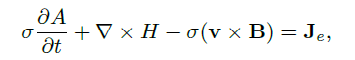 σ ∂A/∂t + ∇ × H − σ(v × B) = J_e,